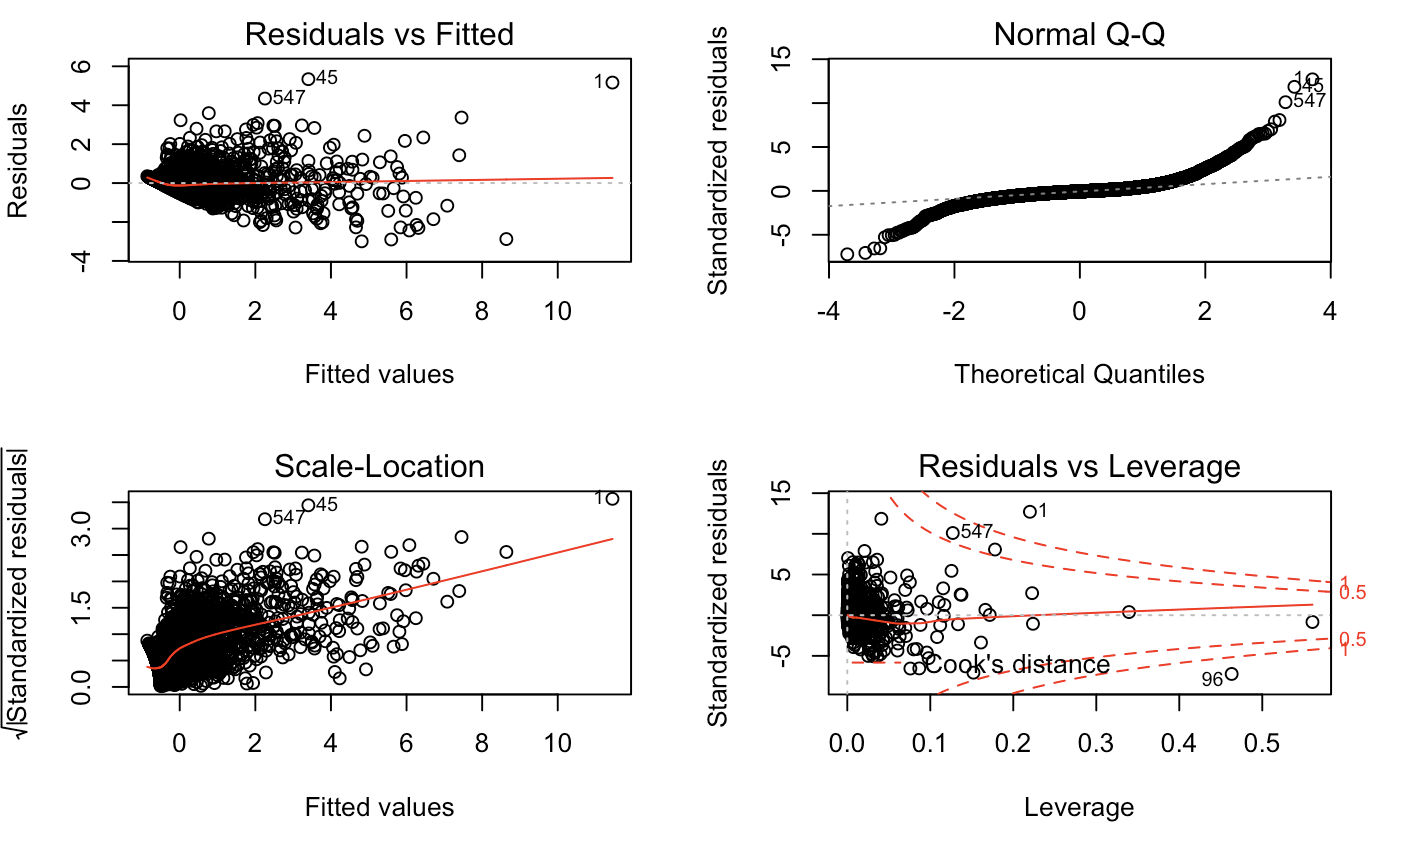 Residuals vs Fitted
Residuals
6
4
2
0
-4
45
547
1
0 2 4 6 8 10
Fitted values
Normal Q-Q
Standardized residuals
15
5
0
-5
1
45
547
-4 -2 0 2 4
Theoretical Quantiles
Scale-Location
√|Standardized residuals|
3.0
1.5
0.0
45
547
1
0 2 4 6 8 10
Fitted values
Residuals vs Leverage
Standardized residuals
15
5
-5
1
547
96
Cook's distance
1
0.5
0.5
1
0.0 0.1 0.2 0.3 0.4 0.5
Leverage